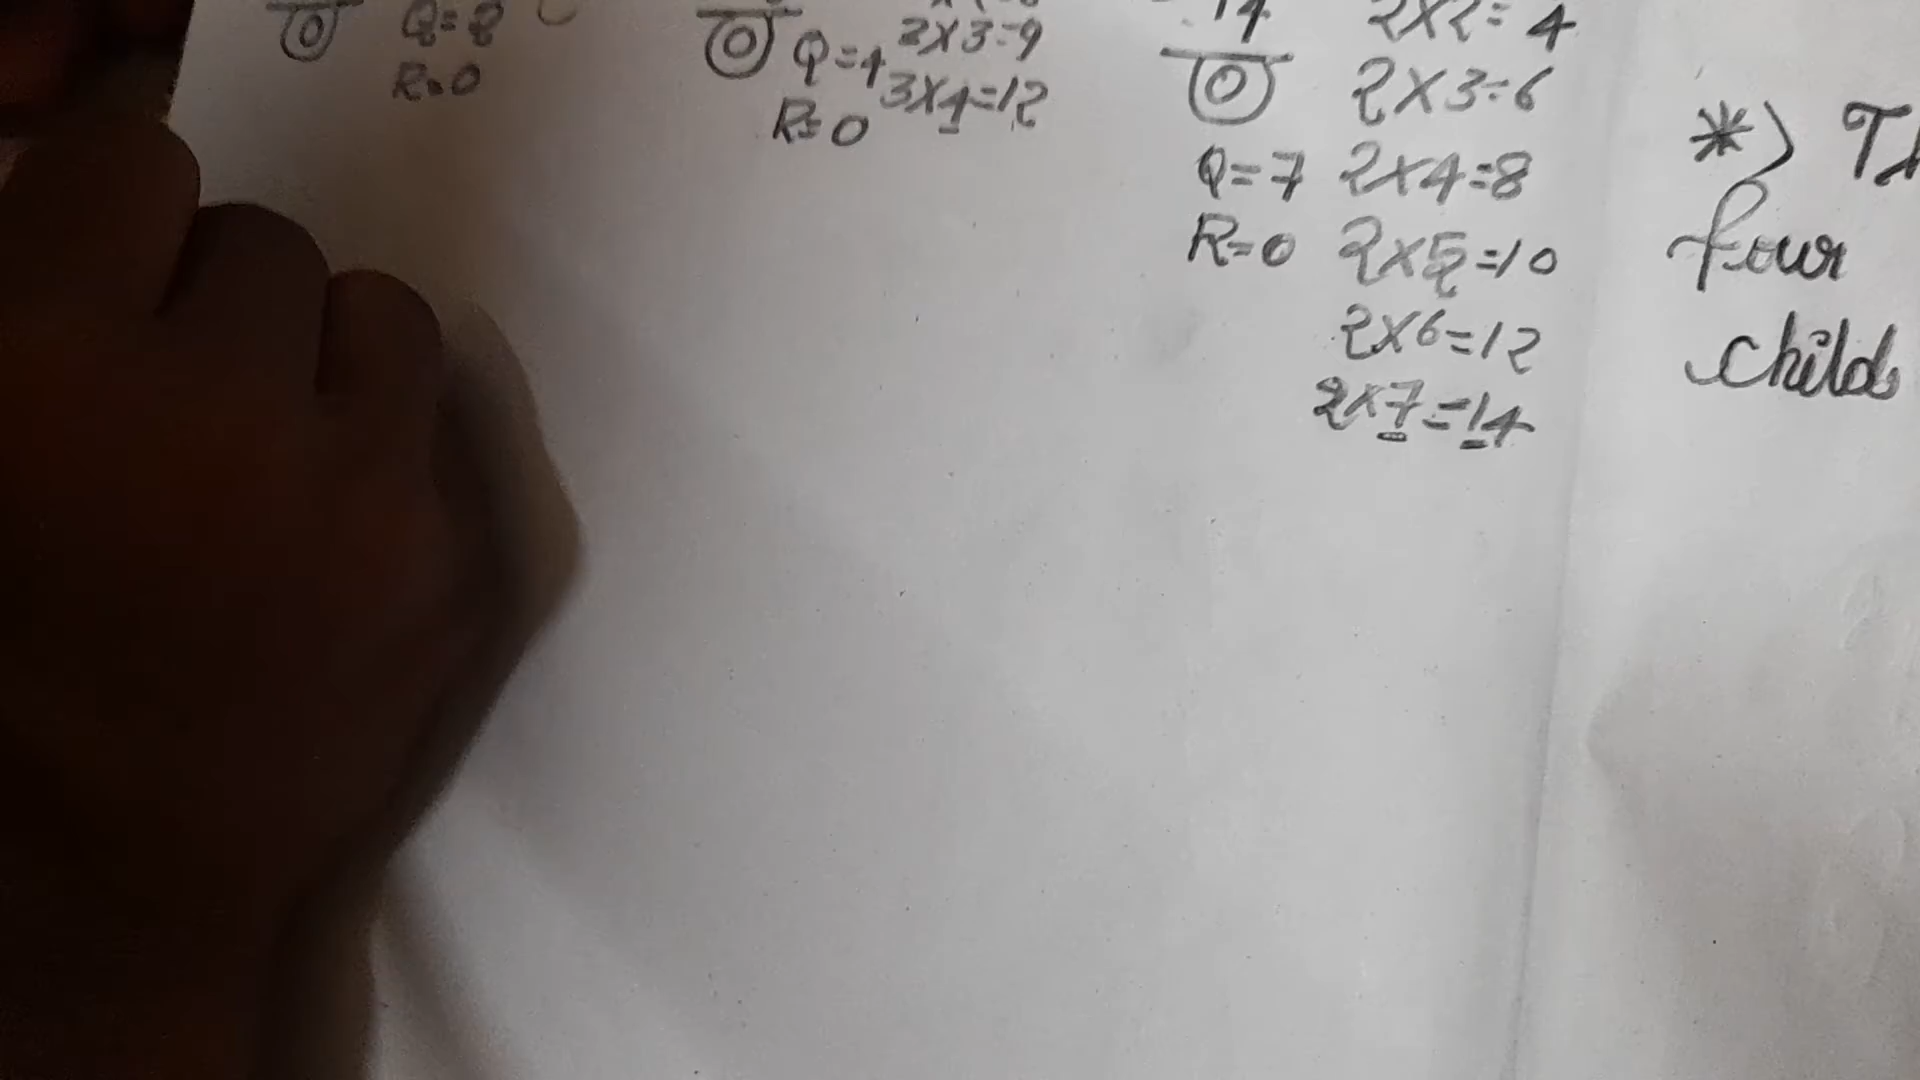 0
Q=8
R=0
3X3=9
0
Q=4
3X4=12
R=0
14
2X2=4
0
2X3=6
Q=7
2X4=8
R=0
2X5=10
2X6=12
2X7=14
*)
four
childs